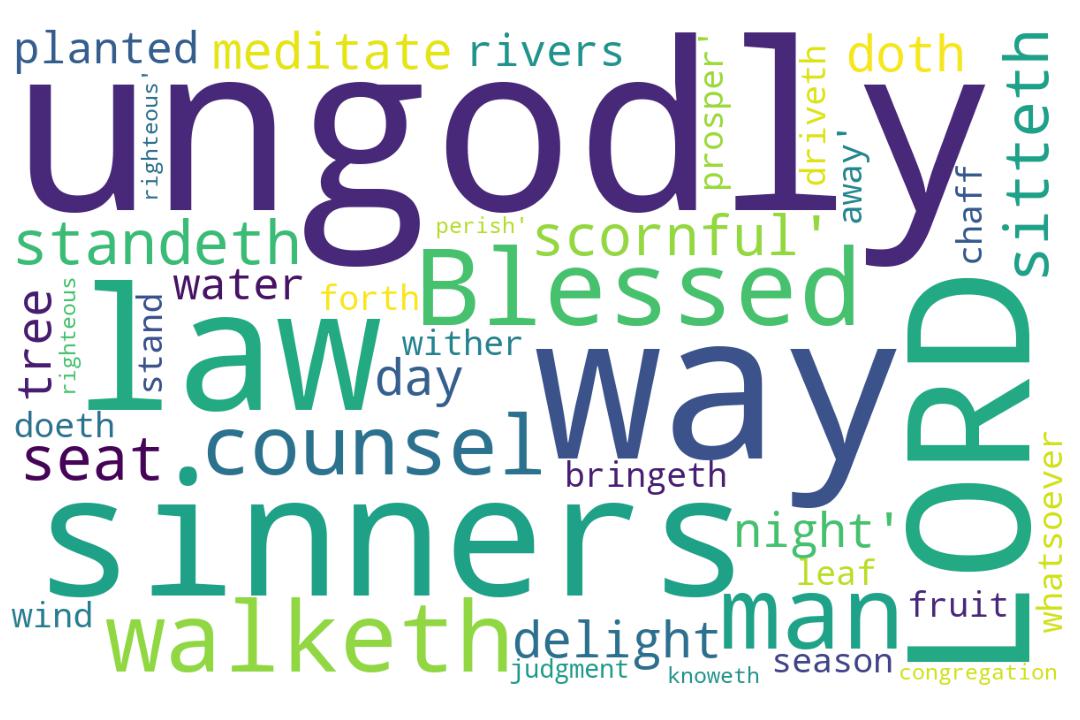 planted
meditate
rivers
doth
ungodly
righteous'
prosper'
driveth
away'
chaff
sitteth
standeth
perish'
scornful'
water
forth
Blessed
tree
righteous
law
stand
wither
day
way
LORD
doeth
seat
counsel
bringeth
sinners
night'
leaf
whatsoever
wind
walketh
delight
man
fruit
judgment
knoweth
season
congregation